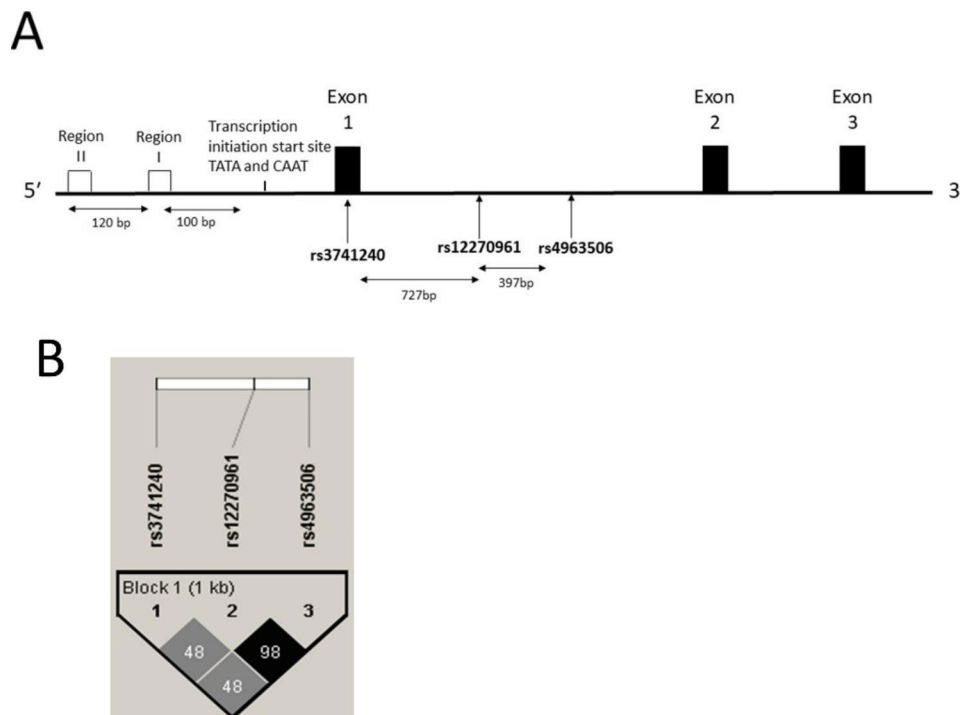 A
Exon
1
Exon
2
Exon
3
Region
II
Region
I
Transcription
initiation start site
TATA and CAAT
5′
3
120 bp
100 bp
rs3741240
rs12270961
rs4963506
727bp
397bp
B
rs3741240
rs12270961
rs4963506
Block 1 (1 kb)
1
2
3
48
98
48